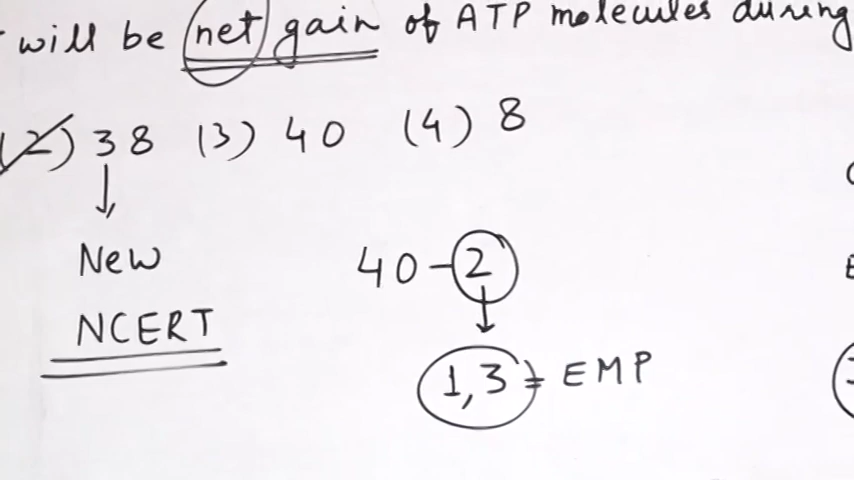 will be net gain of ATP molecules during
(2) 38 (3) 40 (4) 8
New
NCERT
40 - 2
1, 3 = EMP